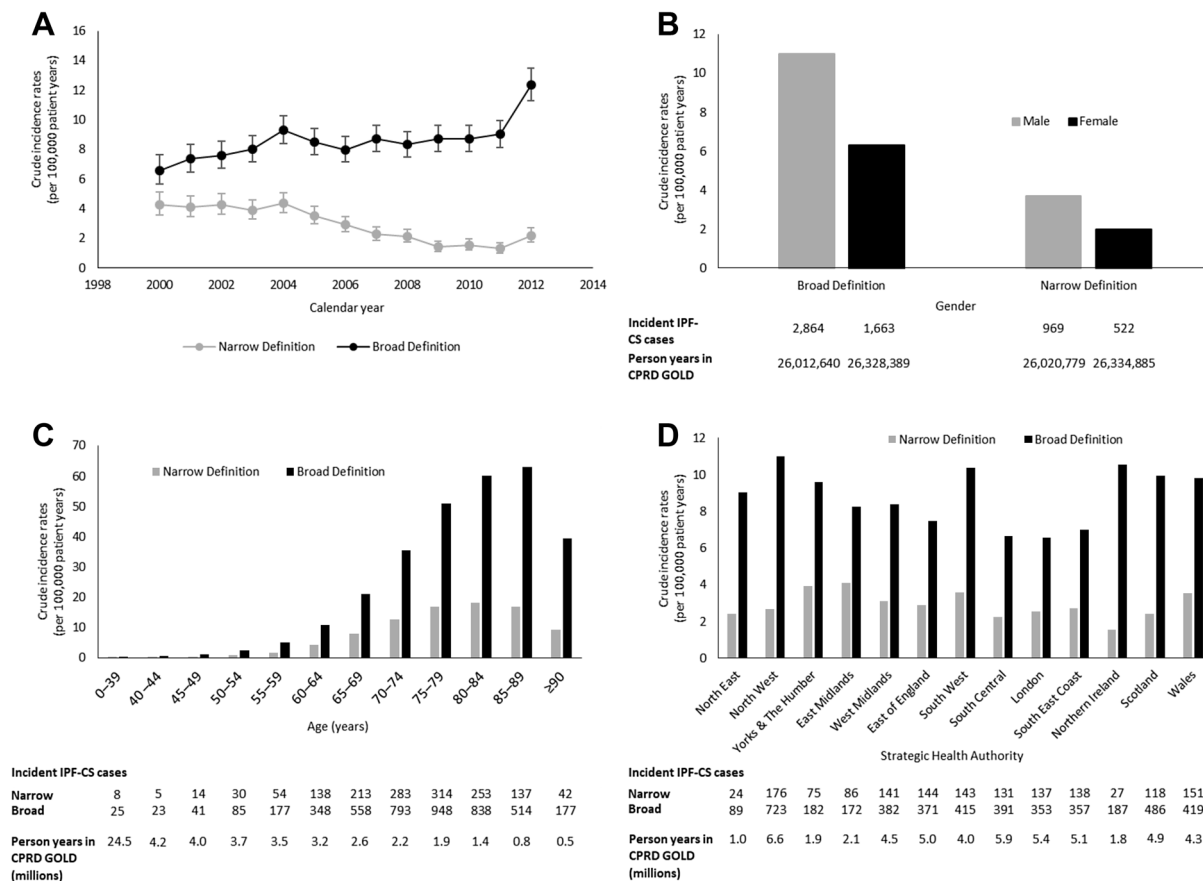 A
Crude incidence rates
(per 100,000 patient years)
16
14
12
10
8
6
4
2
0
1998 2000 2002 2004 2006 2008 2010 2012 2014
Calendar year
Narrow Definition Broad Definition
B
Crude incidence rates
(per 100,000 patient years)
12
10
8
6
4
2
0
Male Female
Broad Definition Narrow Definition
Gender
Incident IPF-
CS cases
2,864 1,663 969 522
Person years in
CPRD GOLD
26,012,640 26,328,389 26,020,779 26,334,885
C
Crude incidence rates
(per 100,000 patient years)
70
60
50
40
30
20
10
0
Narrow Definition Broad Definition
0–39 40–44 45–49 50–54 55–59 60–64 65–69 70–74 75–79 80–84 85–89 ≥90
Age (years)
Incident IPF-CS cases
Narrow 8 5 14 30 54 138 213 283 314 253 137 42
Broad 25 23 41 85 177 348 558 793 948 838 514 177
Person years in
CPRD GOLD
(millions)
24.5 4.2 4.0 3.7 3.5 3.2 2.6 2.2 1.9 1.4 0.8 0.5
D
Crude incidence rates
(per 100,000 patient years)
12
10
8
6
4
2
0
Narrow Definition Broad Definition
North East North West Yorks & The Humber East Midlands West Midlands East of England South West South Central London South East Coast Northern Ireland Scotland Wales
Strategic Health Authority
Incident IPF-CS cases
Narrow 24 176 75 86 141 144 143 131 137 138 27 118 151
Broad 89 723 182 172 382 371 415 391 353 357 187 486 419
Person years in
CPRD GOLD
(millions)
1.0 6.6 1.9 2.1 4.5 5.0 4.0 5.9 5.4 5.1 1.8 4.9 4.3